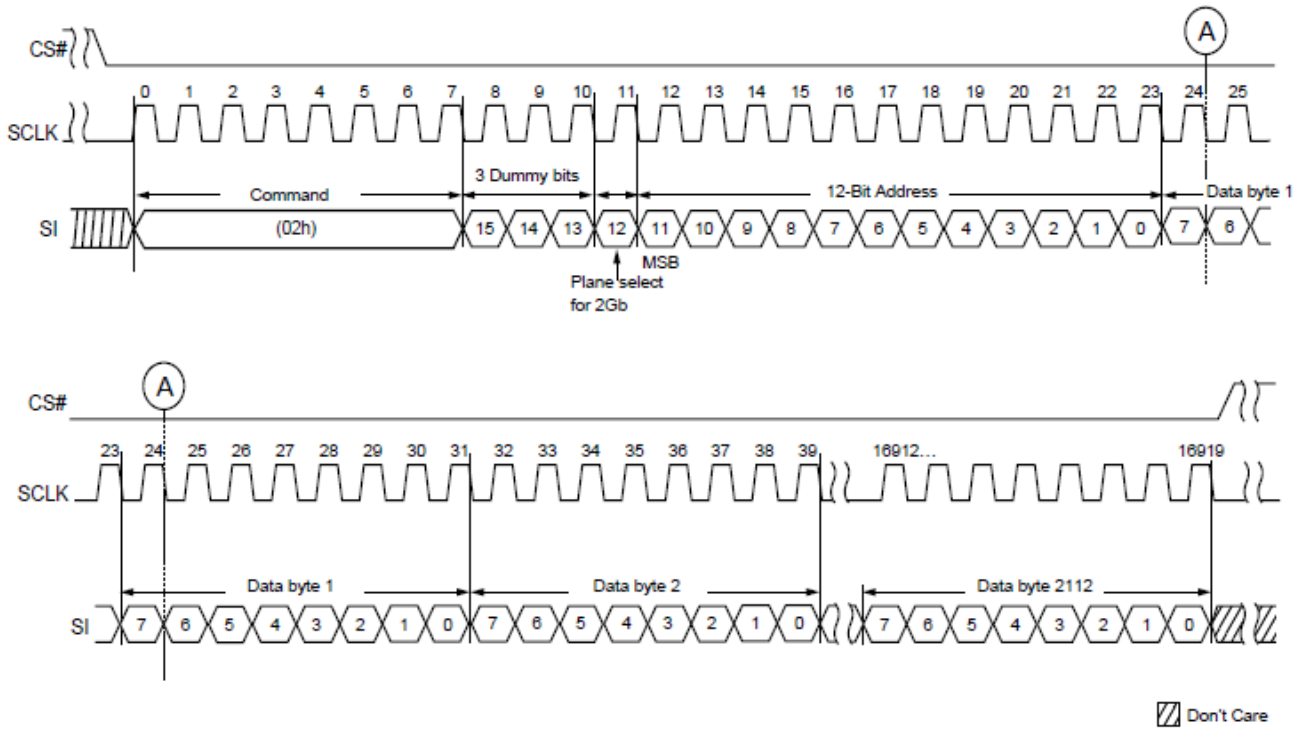 A
CS#
0 1 2 3 4 5 6 7 8 9 10 11 12 13 14 15 16 17 18 19 20 21 22 23 24 25
SCLK
3 Dummy bits
Command 12-Bit Address Data byte 1
SI (02h) 15 14 13 12 11 10 9 8 7 6 5 4 3 2 1 0 7 6
MSB
Plane select
for 2Gb
A
CS#
23 24 25 26 27 28 29 30 31 32 33 34 35 36 37 38 39 16912... 16919
SCLK
Data byte 1 Data byte 2 Data byte 2112
SI 7 6 5 4 3 2 1 0 7 6 5 4 3 2 1 0 7 6 5 4 3 2 1 0
Don't Care